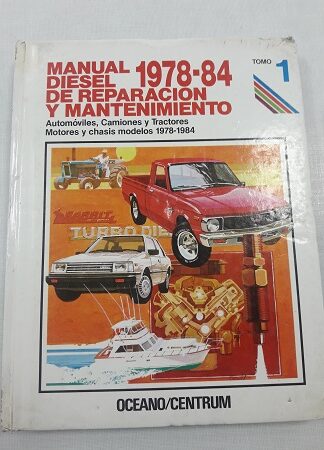 MANUAL
DIESEL 1978-84
DE REPARACION
Y MANTENIMIENTO
TOMO 1
Automóviles, Camiones y Tractores
Motores y chasis modelos 1978-1984
TURBO DIE
OCEANO/CENTRUM